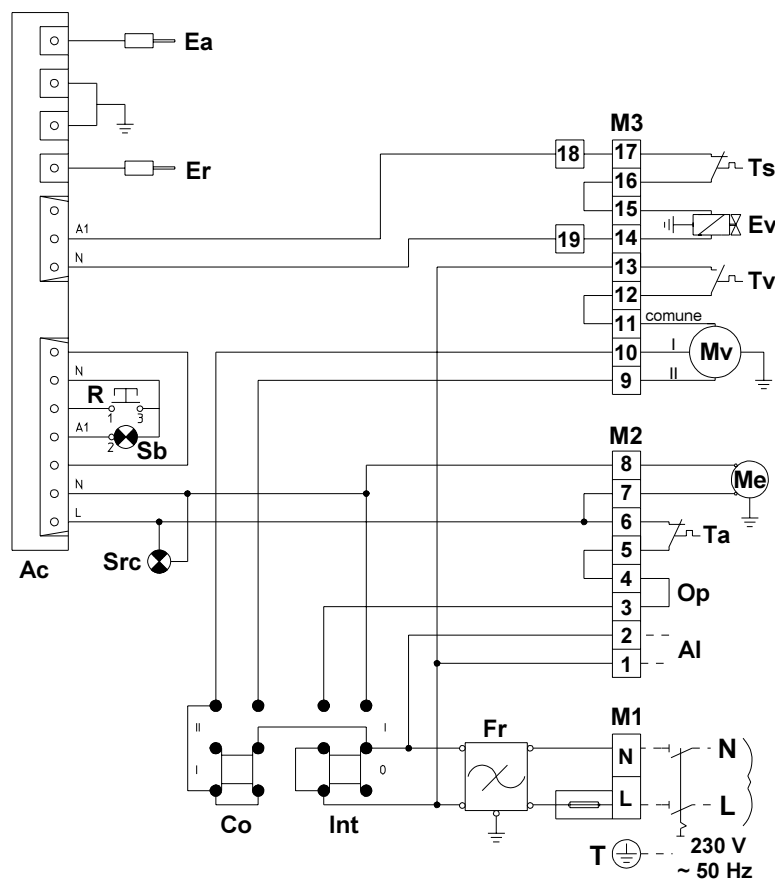 Ea
M3
18
17
Ts
Er
16
15
Ev
A1
19
14
N
13
Tv
12
11
comune
10
I
Mv
N
9
II
R
1
3
M2
A1
2
Sb
8
N
7
Me
L
6
Ta
5
Ac
Src
4
Op
3
2
Al
1
II
I
Fr
M1
N
N
I
0
L
L
Co
Int
T
230 V
~ 50 Hz